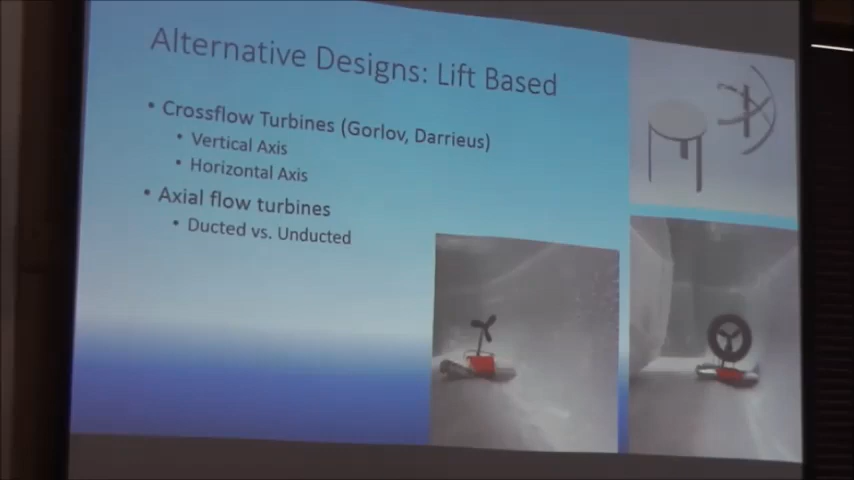 Alternative Designs: Lift Based
• Crossflow Turbines (Gorlov, Darrieus)
• Vertical Axis
• Horizontal Axis
• Axial flow turbines
• Ducted vs. Unducted